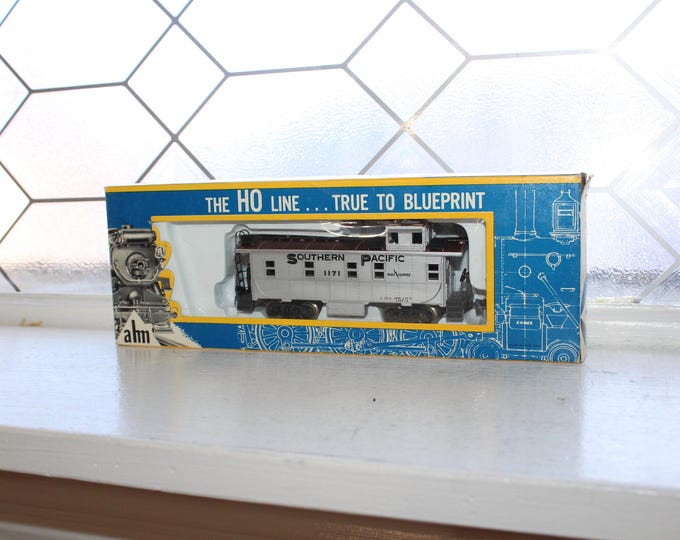 THE HO LINE . . . TRUE TO BLUEPRINT
SOUTHERN PACIFIC
1171
ahm